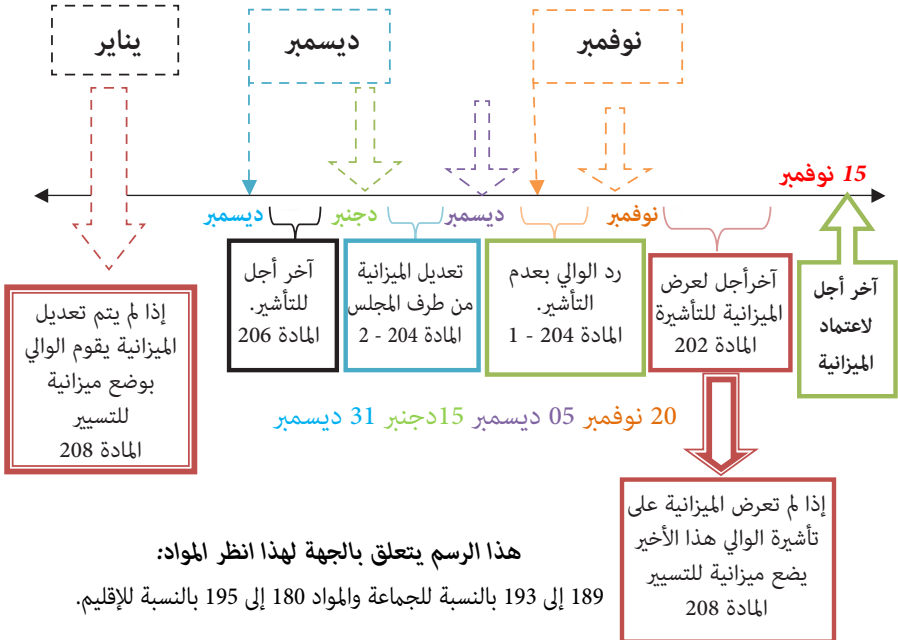 نوفمبر
ديسمبر
يناير
15 نوفمبر
نوفمبر
ديسمبر
دجنبر
ديسمبر
آخر أجل
لاعتماد
الميزانية
آخرأجل لعرض
الميزانية للتأشيرة
المادة 202
رد الوالي بعدم
التأشير.
المادة 204 - 1
تعديل الميزانية
من طرف المجلس
المادة 204 - 2
آخر أجل
للتأشير.
المادة 206
إذا لم يتم تعديل
الميزانية يقوم الوالي
بوضع ميزانية
للتسيير
المادة 208
20 نوفمبر 05 ديسمبر 15دجنبر 31 ديسمبر
إذا لم تعرض الميزانية على
تأشيرة الوالي هذا الأخير
يضع ميزانية للتسيير
المادة 208
هذا الرسم يتعلق بالجهة لهذا انظر المواد:
189 إلى 193 بالنسبة للجماعة والمواد 180 إلى 195 بالنسبة للإقليم.